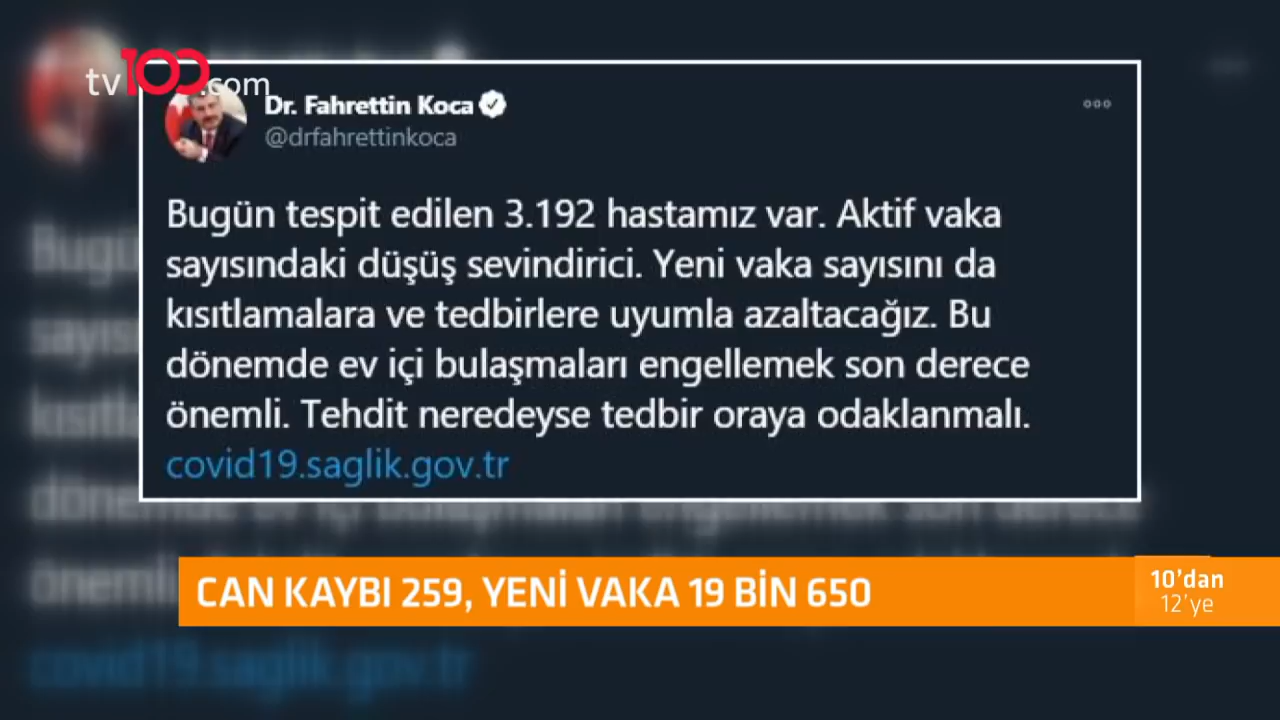 tv100.com
Dr. Fahrettin Koca
@drfahrettinkoca
Bugün tespit edilen 3.192 hastamız var. Aktif vaka
sayısındaki düşüş sevindirici. Yeni vaka sayısını da
kısıtlamalara ve tedbirlere uyumla azaltacağız. Bu
dönemde ev içi bulaşmaları engellemek son derece
önemli. Tehdit neredeyse tedbir oraya odaklanmalı.
covid19.saglik.gov.tr
CAN KAYBI 259, YENİ VAKA 19 BİN 650
10'dan
12'ye